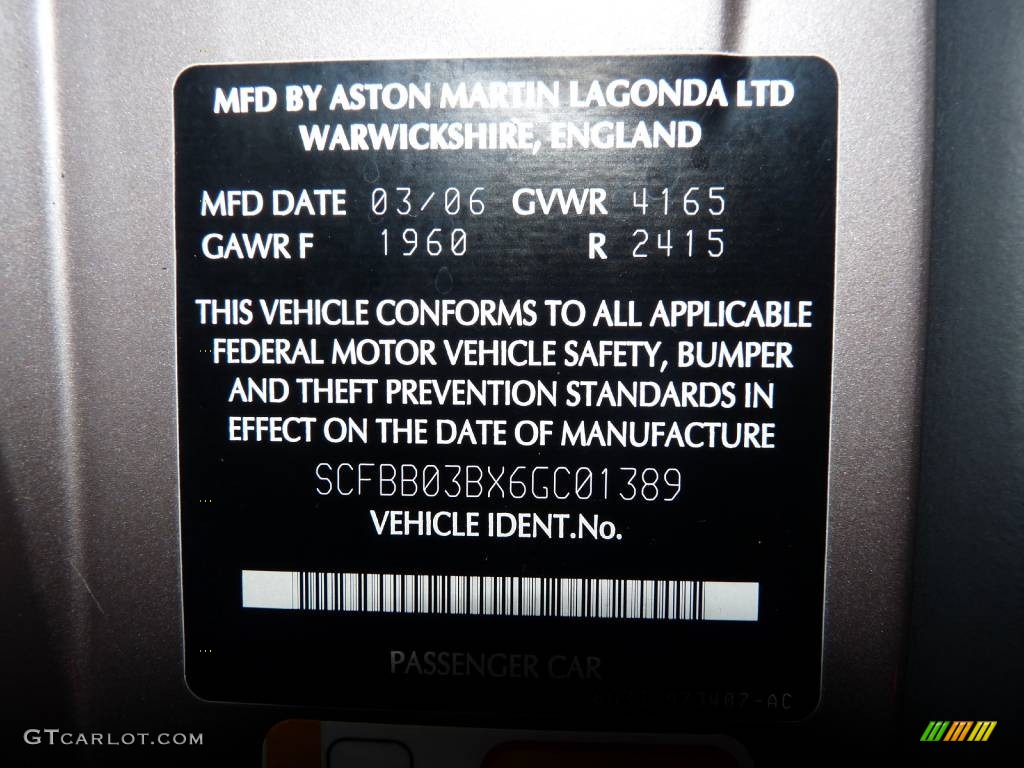 MFD BY ASTON MARTIN LAGONDA LTD
WARWICKSHIRE, ENGLAND
MFD DATE 03/06 GVWR 4165
GAWR F 1960 R 2415
THIS VEHICLE CONFORMS TO ALL APPLICABLE
FEDERAL MOTOR VEHICLE SAFETY, BUMPER
AND THEFT PREVENTION STANDARDS IN
EFFECT ON THE DATE OF MANUFACTURE
SCFBB03BX6GC01389
VEHICLE IDENT.No.
PASSENGER CAR
GTCARLOT.COM